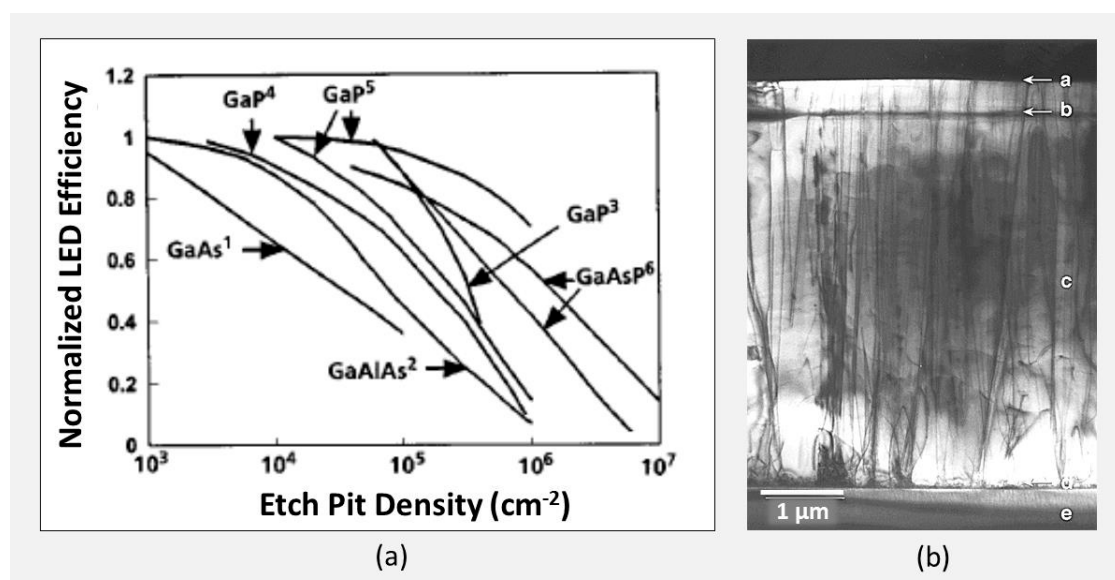 Normalized LED Efficiency
1.2
1
0.8
0.6
0.4
0.2
0
10³
10⁴
10⁵
10⁶
10⁷
Etch Pit Density (cm⁻²)
GaP⁴
GaP⁵
GaAs¹
GaP³
GaAsP⁶
GaAlAs²
(a)
a
b
c
e
1 μm
(b)